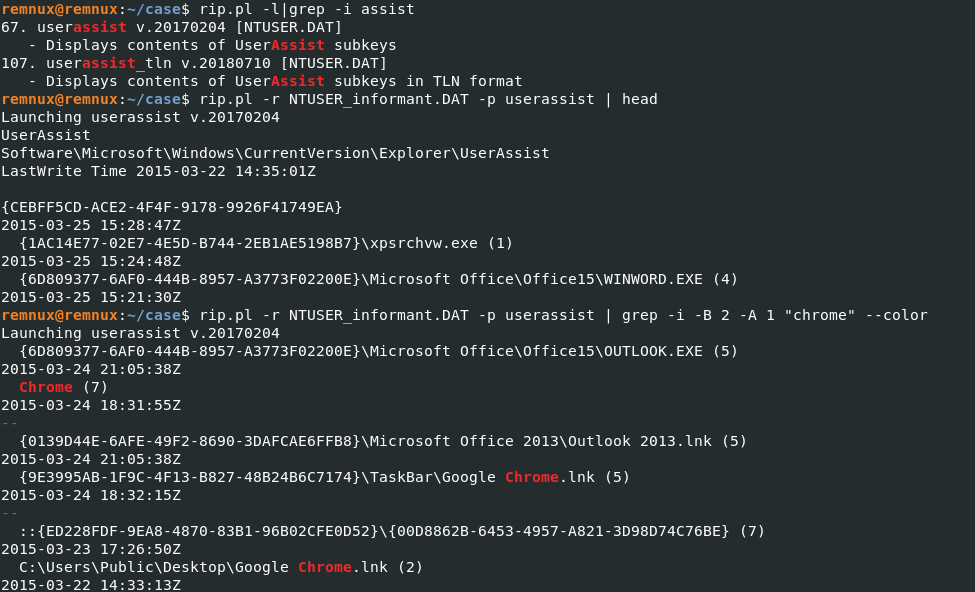 remnux@remnux:~/case$ rip.pl -l|grep -i assist
67. userassist v.20170204 [NTUSER.DAT]
   - Displays contents of UserAssist subkeys
107. userassist_tln v.20180710 [NTUSER.DAT]
   - Displays contents of UserAssist subkeys in TLN format
remnux@remnux:~/case$ rip.pl -r NTUSER_informant.DAT -p userassist | head
Launching userassist v.20170204
UserAssist
Software\Microsoft\Windows\CurrentVersion\Explorer\UserAssist
LastWrite Time 2015-03-22 14:35:01Z

{CEBFF5CD-ACE2-4F4F-9178-9926F41749EA}
2015-03-25 15:28:47Z
  {1AC14E77-02E7-4E5D-B744-2EB1AE5198B7}\xpsrchvw.exe (1)
2015-03-25 15:24:48Z
  {6D809377-6AF0-444B-8957-A3773F02200E}\Microsoft Office\Office15\WINWORD.EXE (4)
2015-03-25 15:21:30Z
remnux@remnux:~/case$ rip.pl -r NTUSER_informant.DAT -p userassist | grep -i -B 2 -A 1 "chrome" --color
Launching userassist v.20170204
  {6D809377-6AF0-444B-8957-A3773F02200E}\Microsoft Office\Office15\OUTLOOK.EXE (5)
2015-03-24 21:05:38Z
  Chrome (7)
2015-03-24 18:31:55Z
--
  {0139D44E-6AFE-49F2-8690-3DAFCAE6FFB8}\Microsoft Office 2013\Outlook 2013.lnk (5)
2015-03-24 21:05:38Z
  {9E3995AB-1F9C-4F13-B827-48B24B6C7174}\TaskBar\Google Chrome.lnk (5)
2015-03-24 18:32:15Z
--
  ::{ED228FDF-9EA8-4870-83B1-96B02CFE0D52}\{00D8862B-6453-4957-A821-3D98D74C76BE} (7)
2015-03-23 17:26:50Z
  C:\Users\Public\Desktop\Google Chrome.lnk (2)
2015-03-22 14:33:13Z